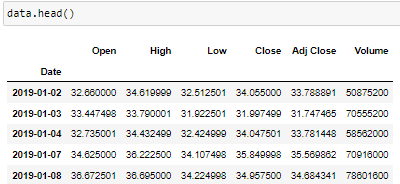 data.head()
Open High Low Close Adj Close Volume
Date
2019-01-02 32.660000 34.619999 32.512501 34.055000 33.788891 50875200
2019-01-03 33.447498 33.790001 31.922501 31.997499 31.747465 70555200
2019-01-04 32.735001 34.432499 32.424999 34.047501 33.781448 58562000
2019-01-07 34.625000 36.222500 34.107498 35.849998 35.569862 70916000
2019-01-08 36.672501 36.695000 34.224998 34.957500 34.684341 78601600